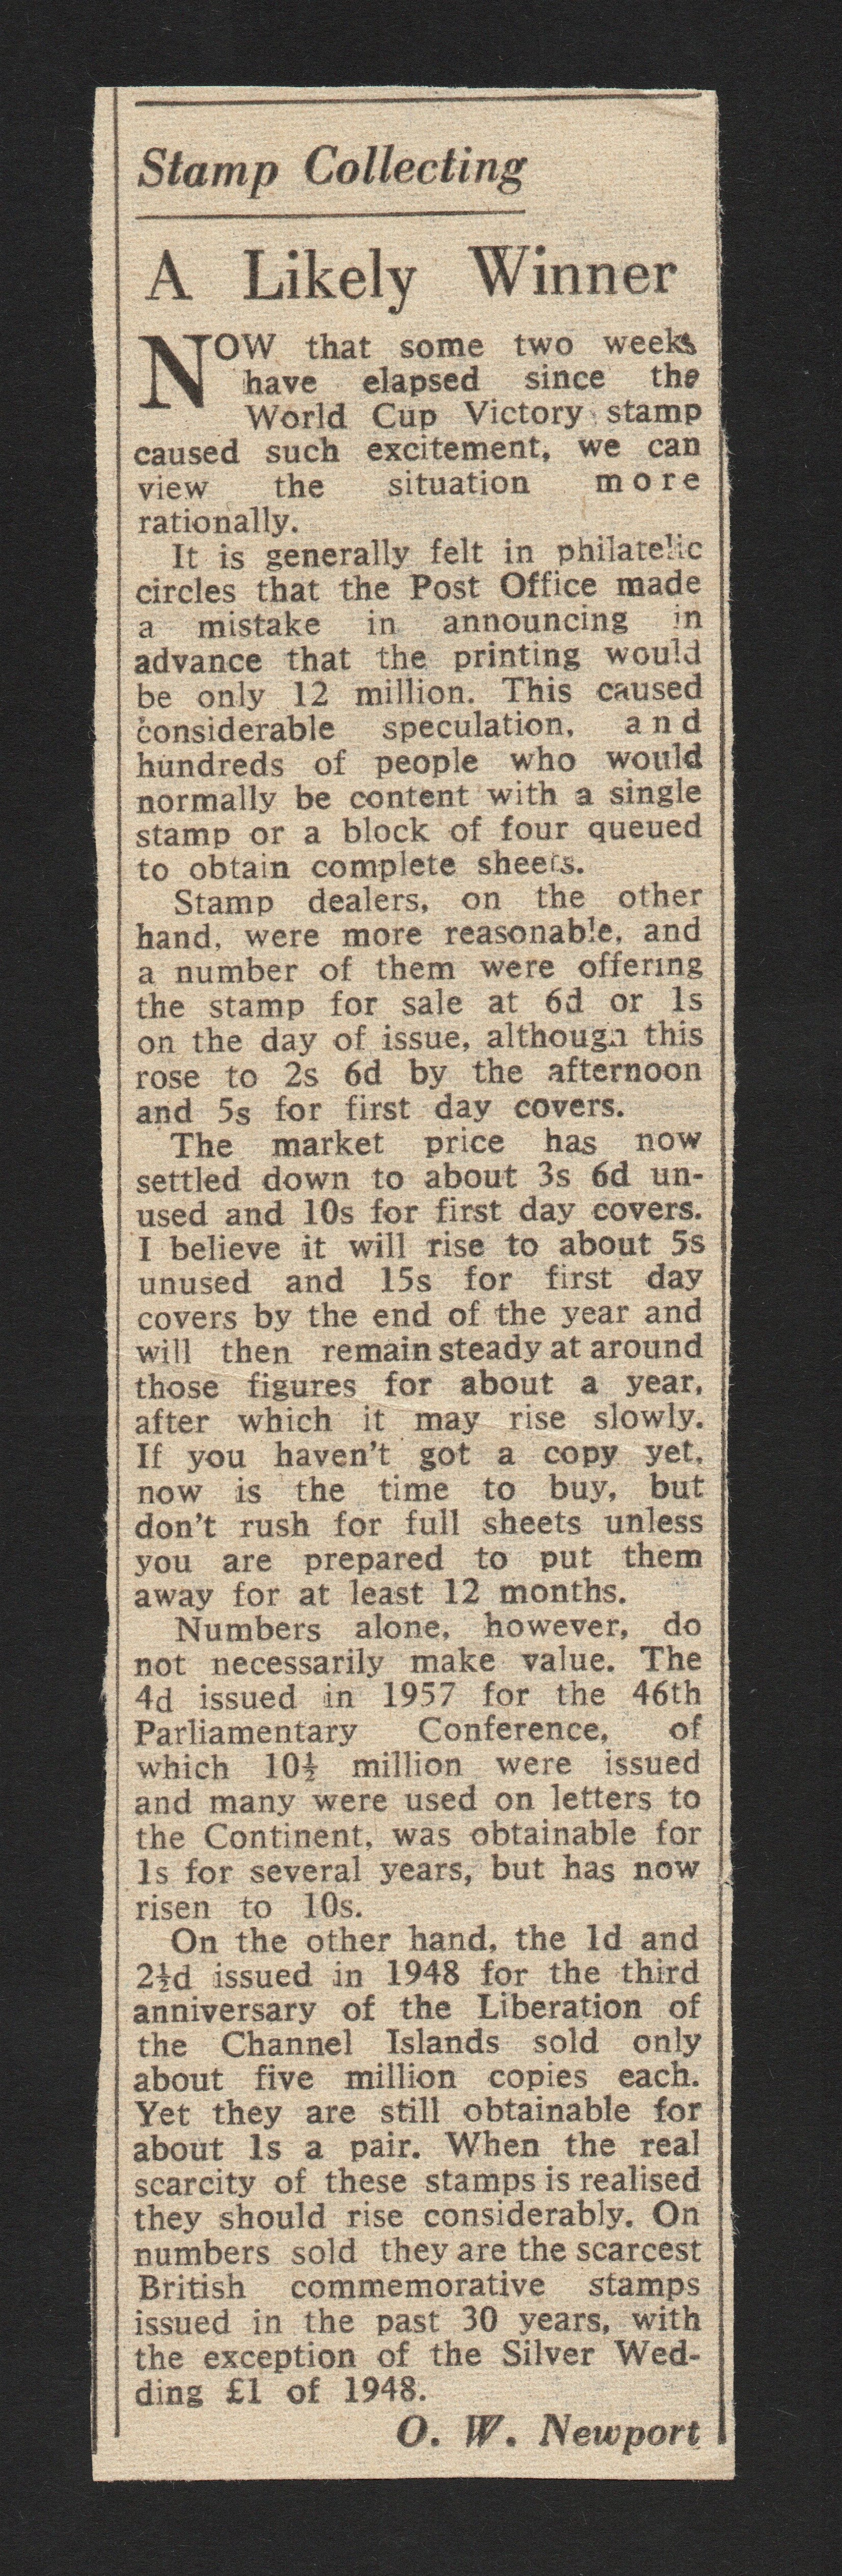 Stamp Collecting
A Likely Winner
NOW that some two weeks
have elapsed since the
World Cup Victory stamp
caused such excitement, we can
view the situation more
rationally.
It is generally felt in philatelic
circles that the Post Office made
a mistake in announcing in
advance that the printing would
be only 12 million. This caused
considerable speculation, and
hundreds of people who would
normally be content with a single
stamp or a block of four queued
to obtain complete sheets.
Stamp dealers, on the other
hand, were more reasonable, and
a number of them were offering
the stamp for sale at 6d or 1s
on the day of issue, although this
rose to 2s 6d by the afternoon
and 5s for first day covers.
The market price has now
settled down to about 3s 6d un-
used and 10s for first day covers.
I believe it will rise to about 5s
unused and 15s for first day
covers by the end of the year and
will then remain steady at around
those figures for about a year,
after which it may rise slowly.
If you haven't got a copy yet,
now is the time to buy, but
don't rush for full sheets unless
you are prepared to put them
away for at least 12 months.
Numbers alone, however, do
not necessarily make value. The
4d issued in 1957 for the 46th
Parliamentary Conference, of
which 10½ million were issued
and many were used on letters to
the Continent, was obtainable for
1s for several years, but has now
risen to 10s.
On the other hand, the 1d and
2½d issued in 1948 for the third
anniversary of the Liberation of
the Channel Islands sold only
about five million copies each.
Yet they are still obtainable for
about 1s a pair. When the real
scarcity of these stamps is realised
they should rise considerably. On
numbers sold they are the scarcest
British commemorative stamps
issued in the past 30 years, with
the exception of the Silver Wed-
ding £1 of 1948.
O. W. Newport